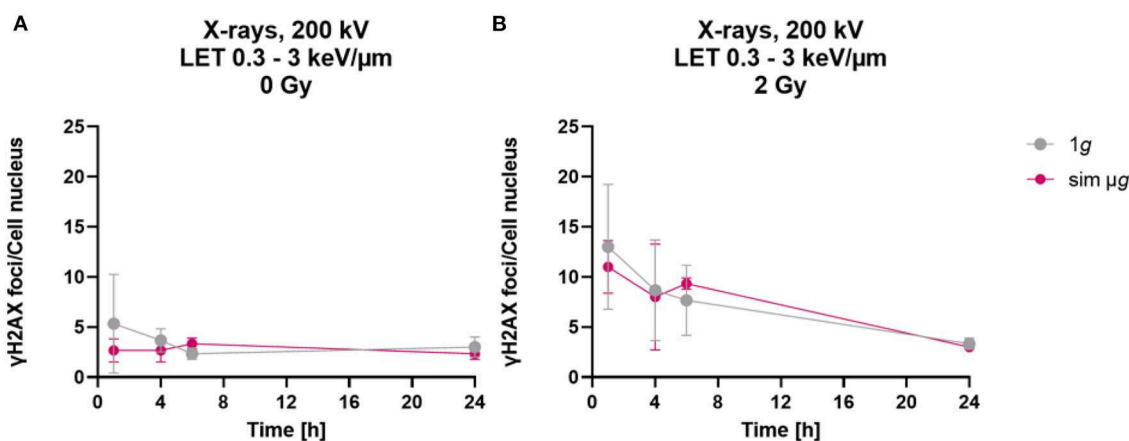 A
X-rays, 200 kV
LET 0.3 - 3 keV/µm
0 Gy
γH2AX foci/Cell nucleus
25
20
15
10
5
0
0 4 8 12 16 20 24
Time [h]
B
X-rays, 200 kV
LET 0.3 - 3 keV/µm
2 Gy
γH2AX foci/Cell nucleus
25
20
15
10
5
0
0 4 8 12 16 20 24
Time [h]
1g
sim µg